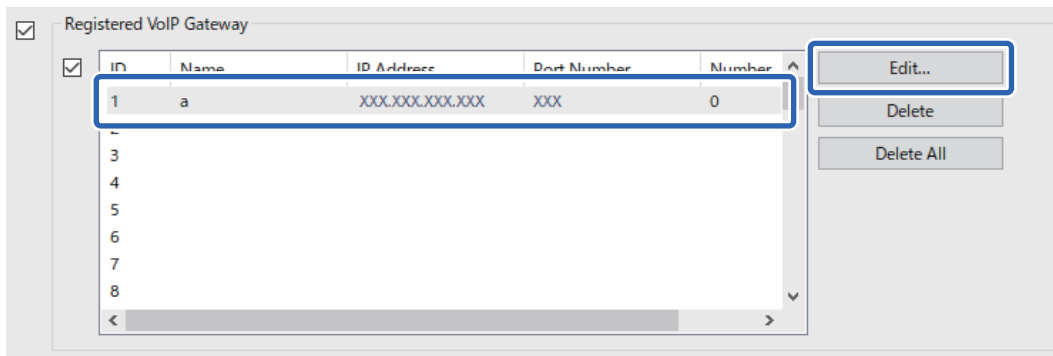 Registered VoIP Gateway
ID Name IP Address Port Number Number
1 a XXX.XXX.XXX.XXX XXX 0
2
3
4
5
6
7
8
Edit...
Delete
Delete All